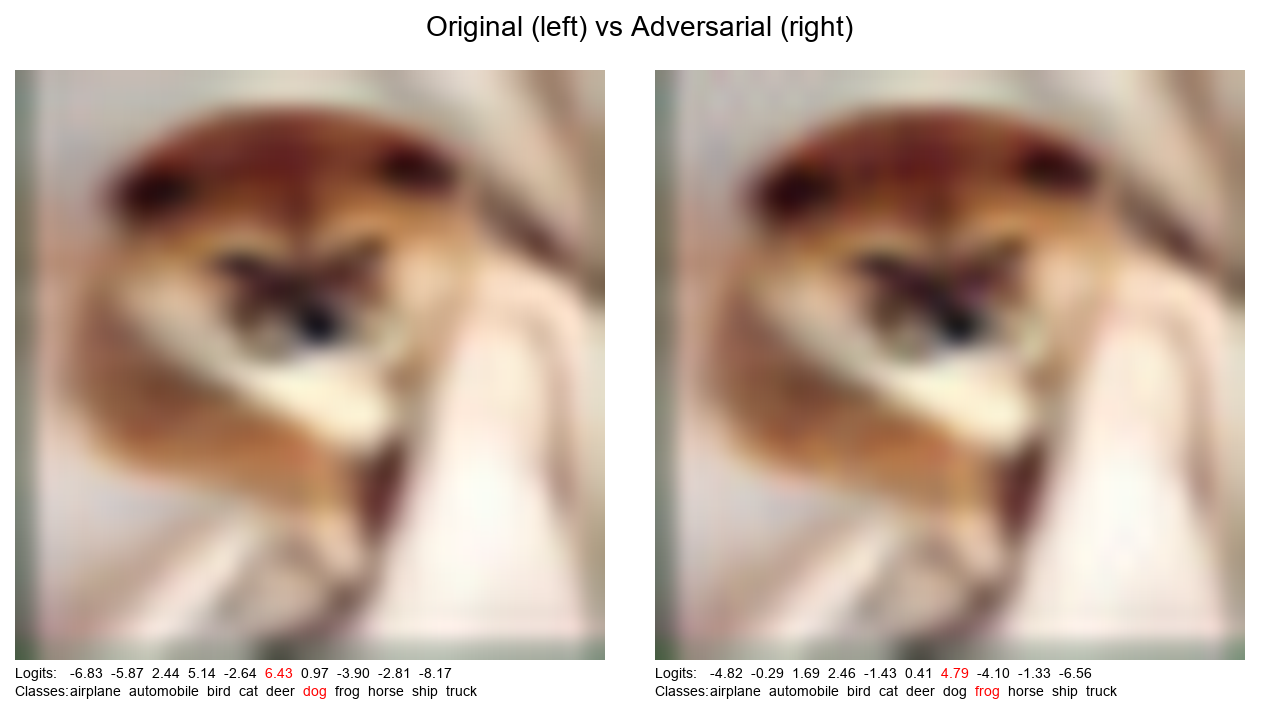 Original (left) vs Adversarial (right)
Logits: -6.83 -5.87 2.44 5.14 -2.64 6.43 0.97 -3.90 -2.81 -8.17
Classes:airplane automobile bird cat deer dog frog horse ship truck
Logits: -4.82 -0.29 1.69 2.46 -1.43 0.41 4.79 -4.10 -1.33 -6.56
Classes:airplane automobile bird cat deer dog frog horse ship truck